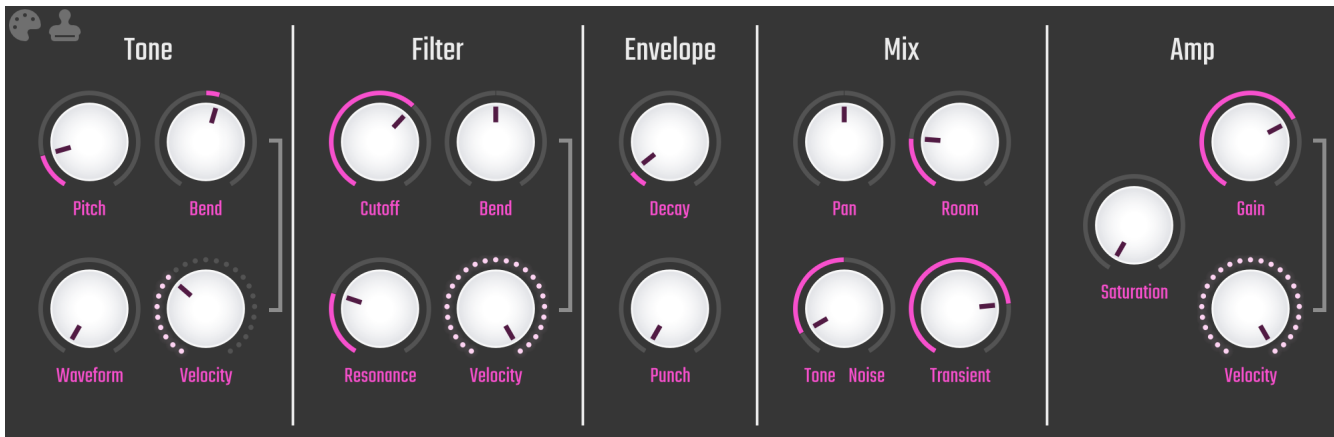 Tone
Filter
Envelope
Mix
Amp
Pitch
Bend
Cutoff
Bend
Decay
Pan
Room
Gain
Saturation
Waveform
Velocity
Resonance
Velocity
Punch
Tone Noise
Transient
Velocity